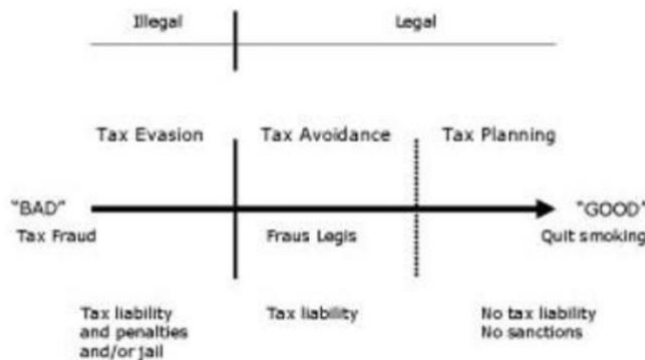 Illegal Legal
Tax Evasion Tax Avoidance Tax Planning
"BAD" "GOOD"
Tax Fraud Fraus Legis Quit smoking
Tax liability Tax liability No tax liability
and penalties No sanctions
and/or jail